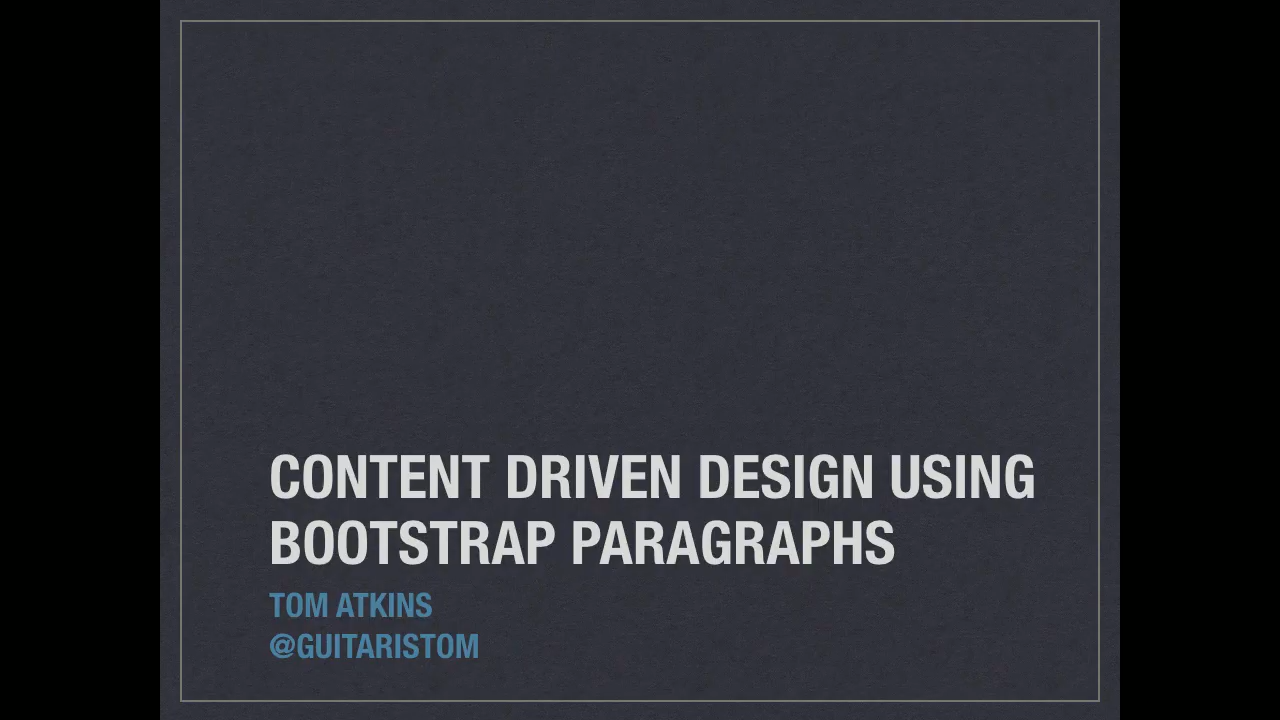 CONTENT DRIVEN DESIGN USING
BOOTSTRAP PARAGRAPHS
TOM ATKINS
@GUITARISTOM